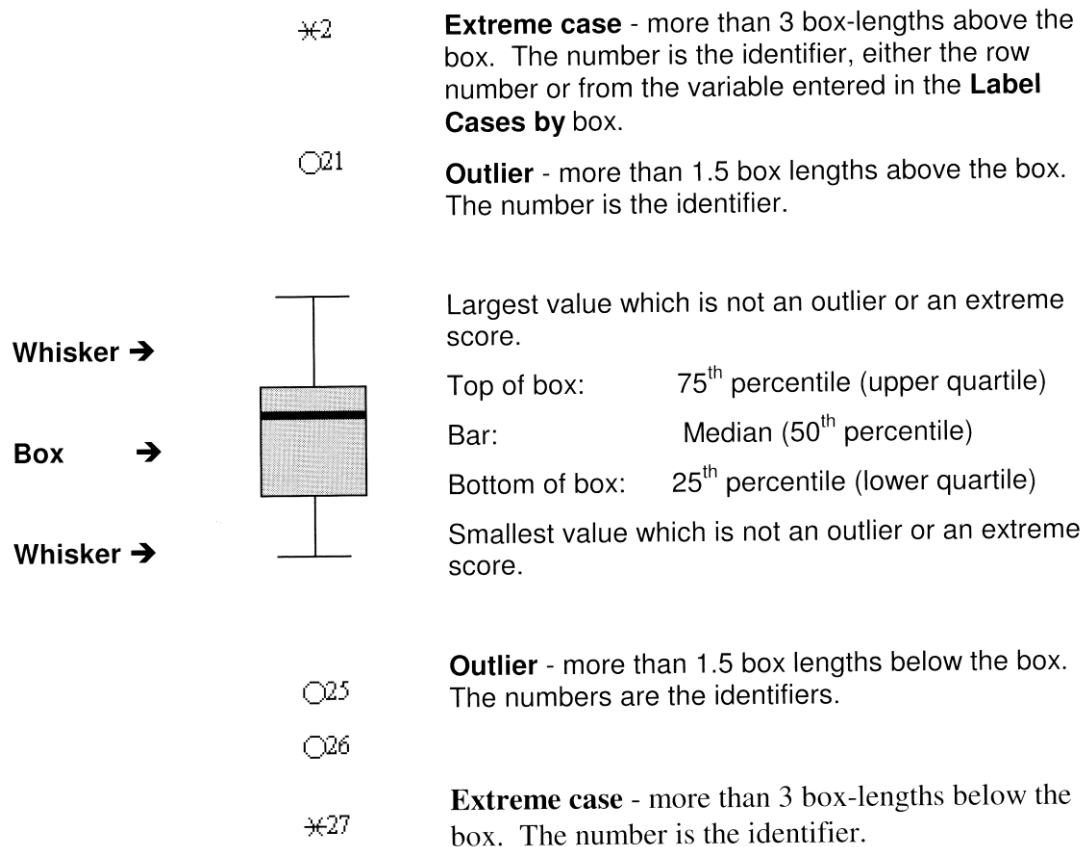 ✳2
Extreme case - more than 3 box-lengths above the
box. The number is the identifier, either the row
number or from the variable entered in the Label
Cases by box.
○21
Outlier - more than 1.5 box lengths above the box.
The number is the identifier.
Largest value which is not an outlier or an extreme
score.
Whisker ➔
Top of box: 75th percentile (upper quartile)
Bar: Median (50th percentile)
Box ➔
Bottom of box: 25th percentile (lower quartile)
Smallest value which is not an outlier or an extreme
score.
Whisker ➔
Outlier - more than 1.5 box lengths below the box.
The numbers are the identifiers.
○25
○26
Extreme case - more than 3 box-lengths below the
box. The number is the identifier.
✳27